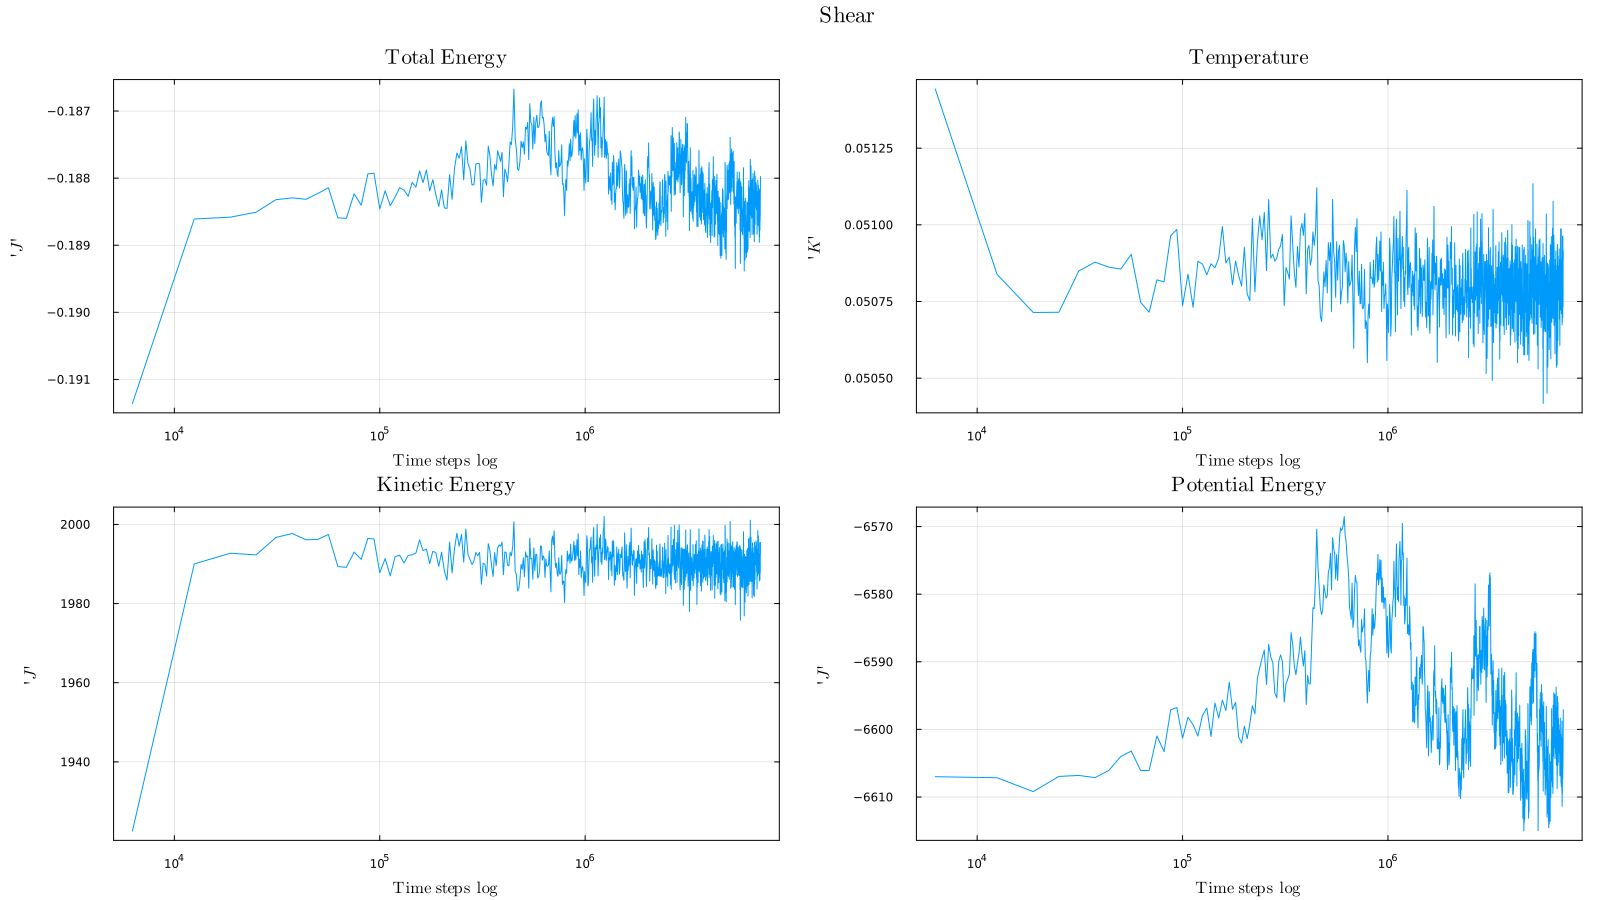 Shear
Total Energy
−0.187
−0.188
−0.189
−0.190
−0.191
'J'
10^4 10^5 10^6
Time steps log
Temperature
0.05125
0.05100
0.05075
0.05050
'K'
10^4 10^5 10^6
Time steps log
Kinetic Energy
2000
1980
1960
1940
'J'
10^4 10^5 10^6
Time steps log
Potential Energy
−6570
−6580
−6590
−6600
−6610
'J'
10^4 10^5 10^6
Time steps log